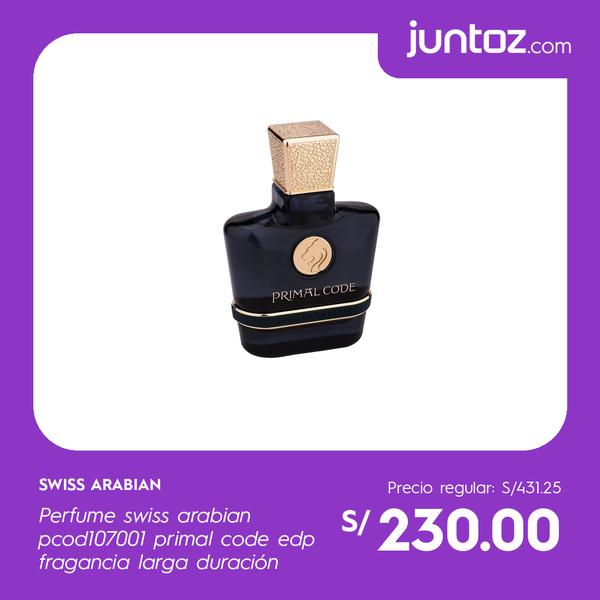 juntoz.com
PRIMAL CODE
SWISS ARABIAN
Perfume swiss arabian
pcod107001 primal code edp
fragancia larga duración
Precio regular: S/431.25
S/ 230.00